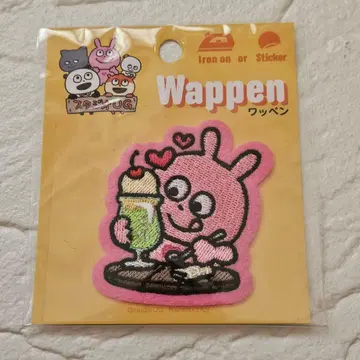 Iron on or Sticker
Wappen
ワッペン